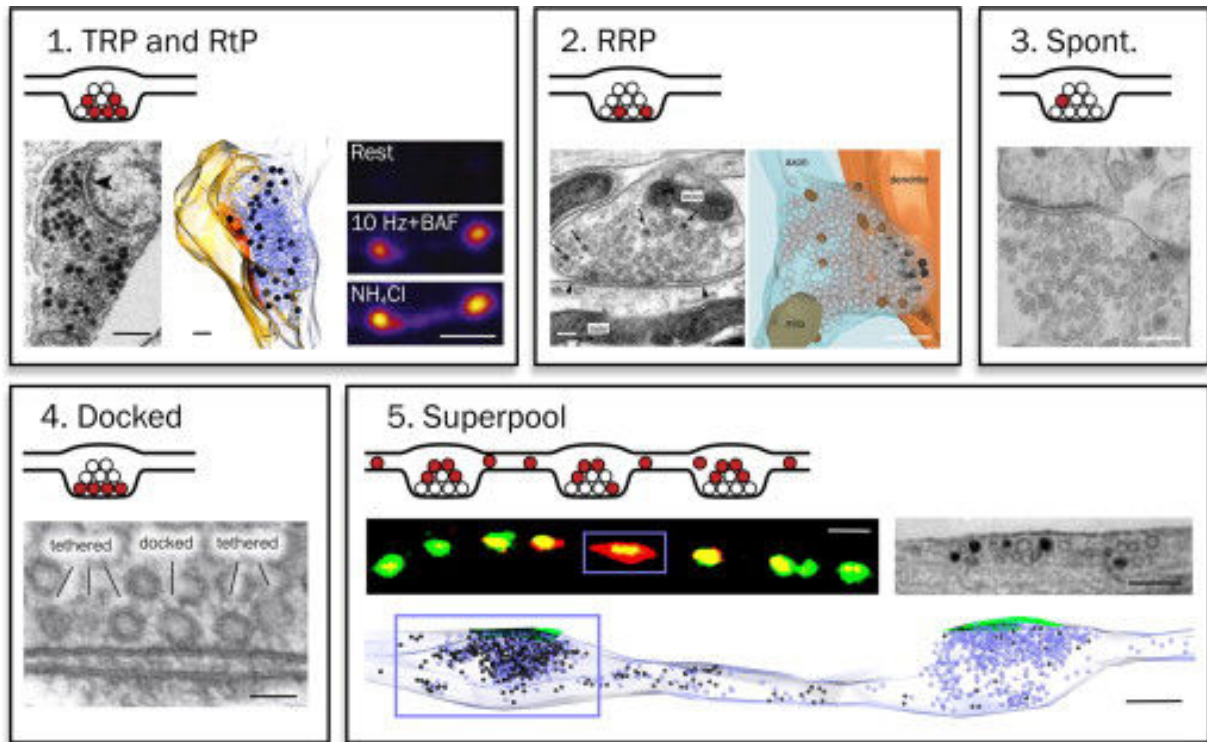 1. TRP and RtP
Rest
10 Hz+BAF
NH₄Cl
2. RRP
axon
dendrite
mito
3. Spont.
4. Docked
tethered docked tethered
5. Superpool